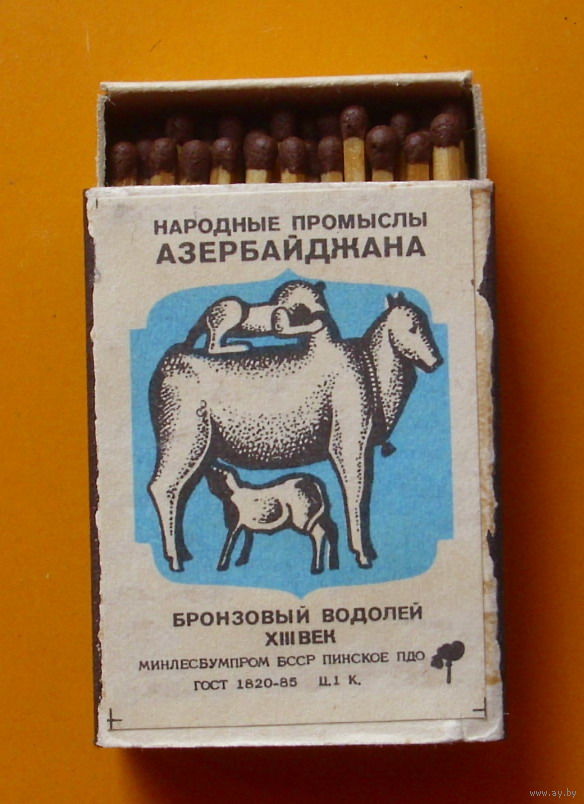 НАРОДНЫЕ ПРОМЫСЛЫ
АЗЕРБАЙДЖАНА
БРОНЗОВЫЙ ВОДОЛЕЙ
XIII ВЕК
МИНЛЕСБУМПРОМ БССР ПИНСКОЕ ПДО
ГОСТ 1820-85 Ц.1 К.
www.ay.by